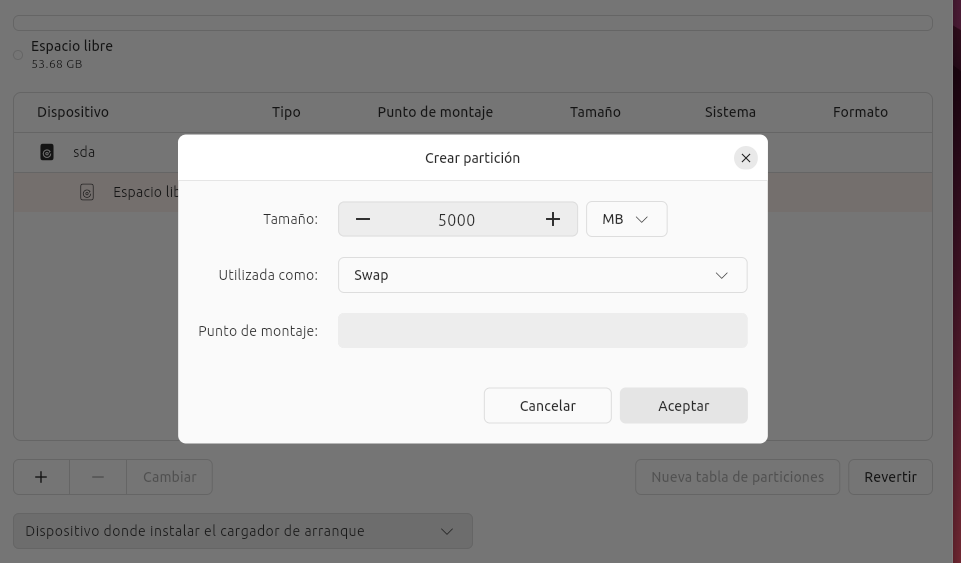 Espacio libre
53.68 GB
Dispositivo Tipo Punto de montaje Tamaño Sistema Formato
sda
Espacio lib
Crear partición
Tamaño: 5000 MB
Utilizada como: Swap
Punto de montaje:
Cancelar Aceptar
Cambiar Nueva tabla de particiones Revertir
Dispositivo donde instalar el cargador de arranque